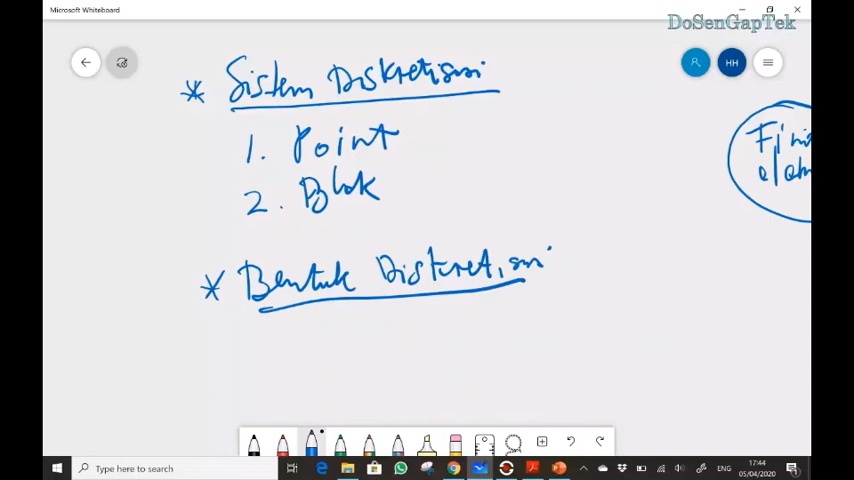 Microsoft Whiteboard
DoSenGapTek
HH
* Sistem Diskretisasi
1. Point
2. Blok
* Bentuk Diskretisasi
Type here to search
ENG
17:44
05/04/2020